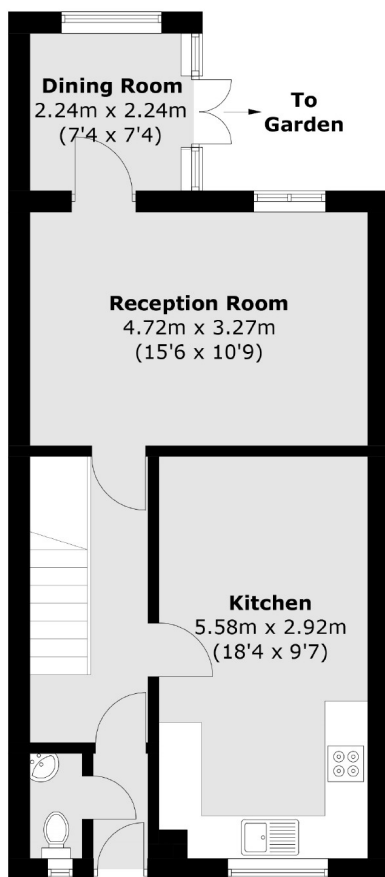 Dining Room
2.24m x 2.24m
(7'4 x 7'4)
To
Garden
Reception Room
4.72m x 3.27m
(15'6 x 10'9)
Kitchen
5.58m x 2.92m
(18'4 x 9'7)